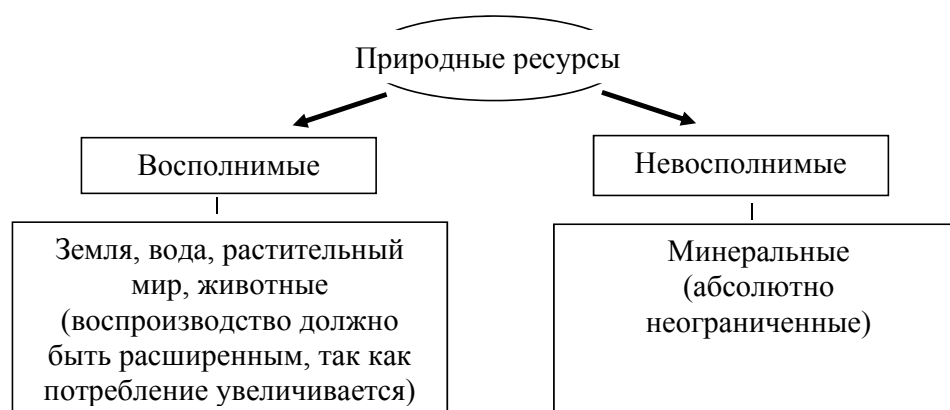 Природные ресурсы
Восполнимые
Невосполнимые
Земля, вода, растительный
мир, животные
(воспроизводство должно
быть расширенным, так как
потребление увеличивается)
Минеральные
(абсолютно
неограниченные)